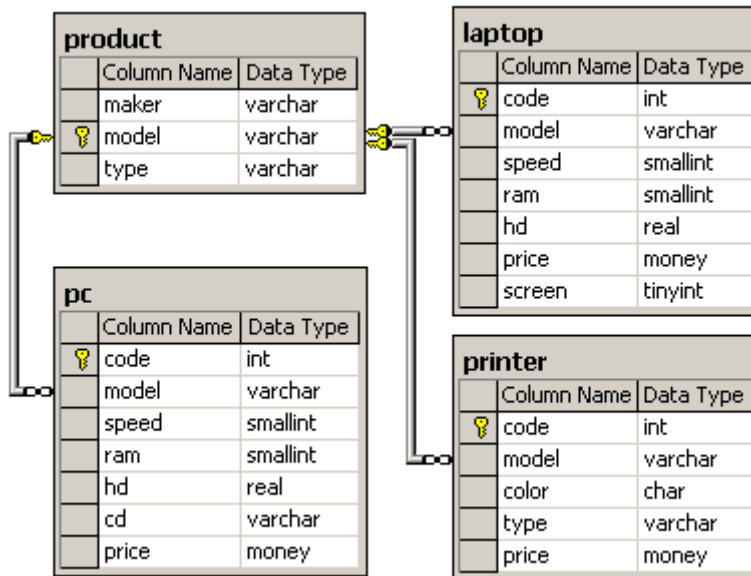 product
Column Name Data Type
maker varchar
model varchar
type varchar
pc
Column Name Data Type
code int
model varchar
speed smallint
ram smallint
hd real
cd varchar
price money
laptop
Column Name Data Type
code int
model varchar
speed smallint
ram smallint
hd real
price money
screen tinyint
printer
Column Name Data Type
code int
model varchar
color char
type varchar
price money